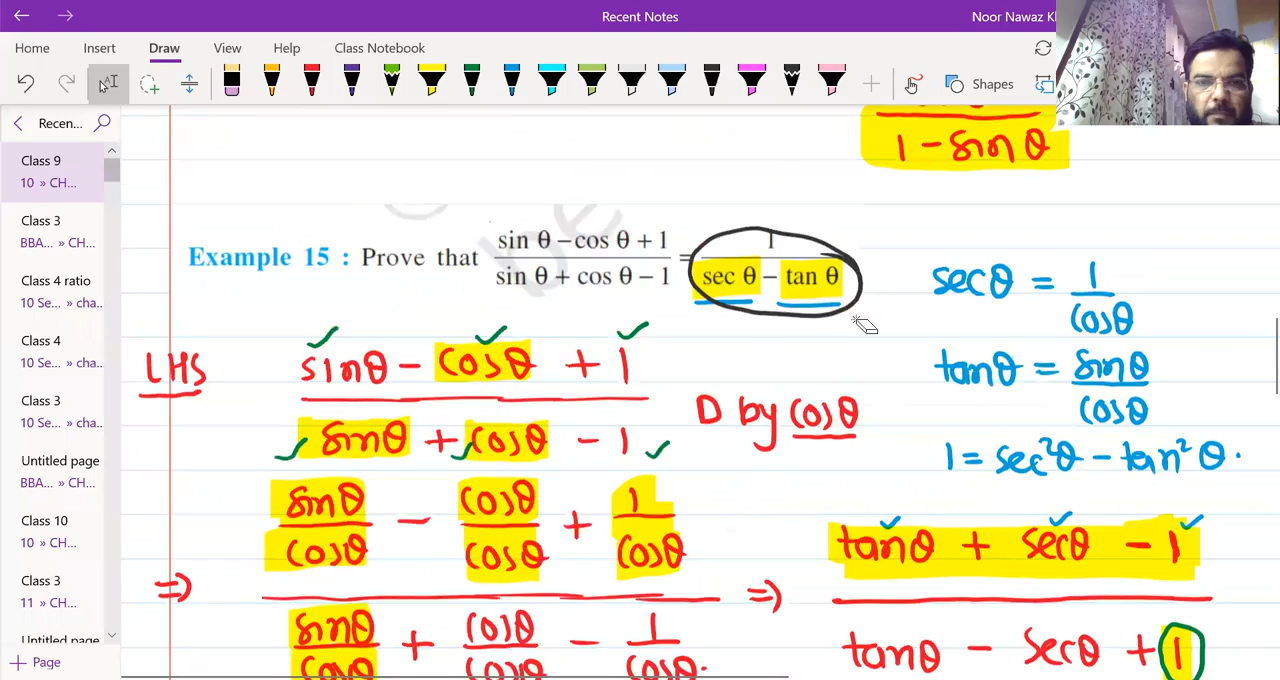 Recent Notes
Noor Nawaz
Home Insert Draw View Help Class Notebook
Shapes
Recen...
Class 9
10 » CH...
Class 3
BBA... » CH...
Class 4 ratio
10 Se... » cha...
Class 4
10 Se... » cha...
Class 3
10 Se... » cha...
Untitled page
BBA... » CH...
Class 10
10 » CH...
Class 3
11 » CH...
Untitled page
+ Page
1 - sin θ
be
Example 15 : Prove that (sin θ – cos θ + 1)/(sin θ + cos θ – 1) = 1/(sec θ – tan θ)
LHS
sinθ - cosθ + 1
sinθ + cosθ - 1
D by cosθ
sinθ/cosθ - cosθ/cosθ + 1/cosθ
=>
sinθ/cosθ + cosθ/cosθ - 1/cosθ.
secθ = 1/cosθ
tanθ = sinθ/cosθ
1 = sec²θ - tan²θ.
=>
tanθ + secθ - 1
tanθ - secθ + 1